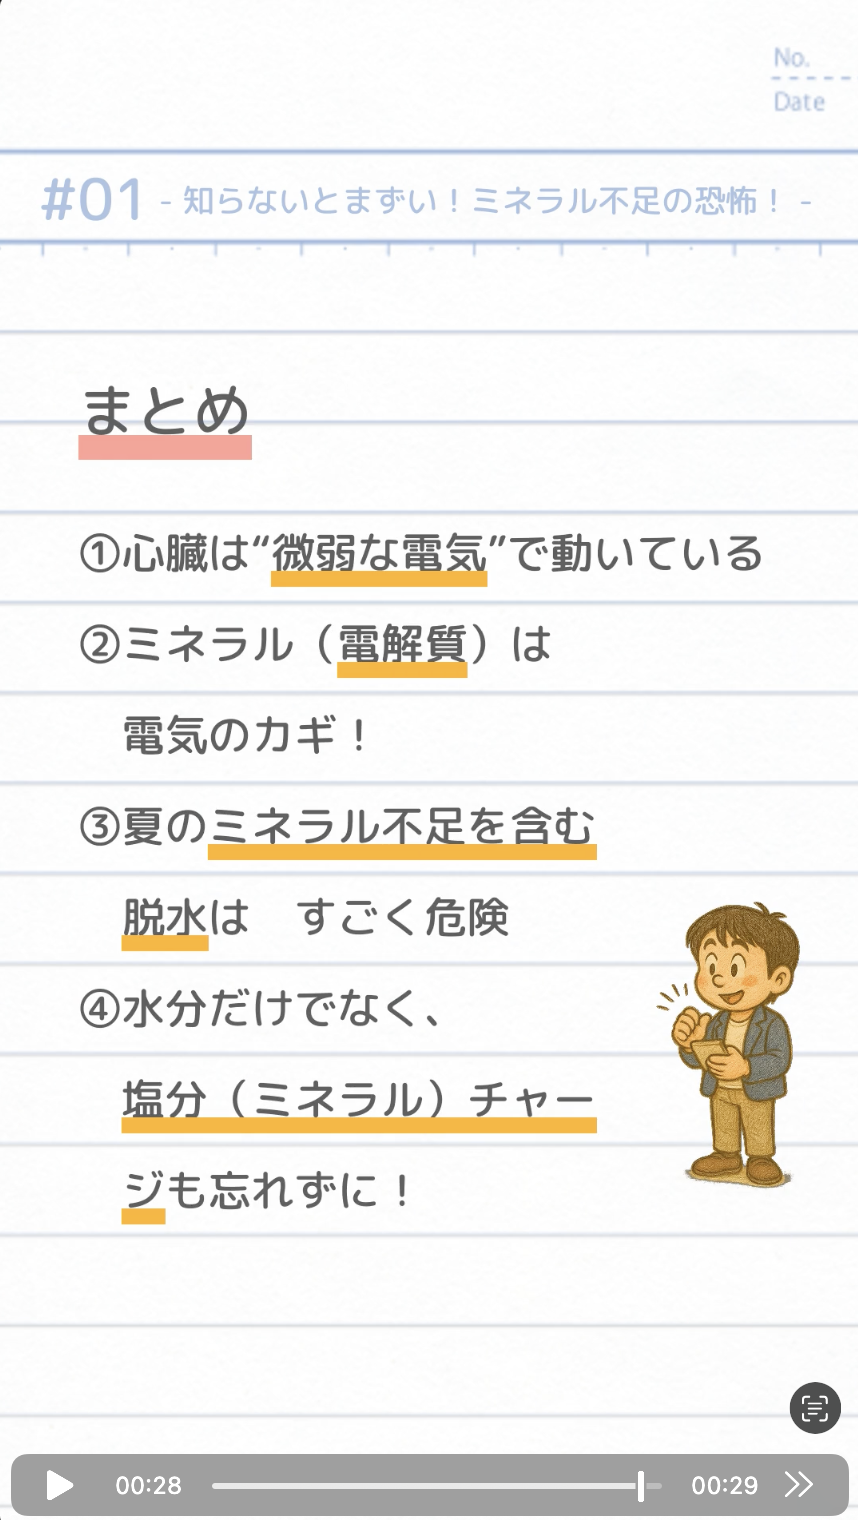 No.
Date
#01 - 知らないとまずい！ミネラル不足の恐怖！ -
まとめ
①心臓は“微弱な電気”で動いている
②ミネラル（電解質）は
電気のカギ！
③夏のミネラル不足を含む
脱水は　すごく危険
④水分だけでなく、
塩分（ミネラル）チャー
ジも忘れずに！
00:28
00:29